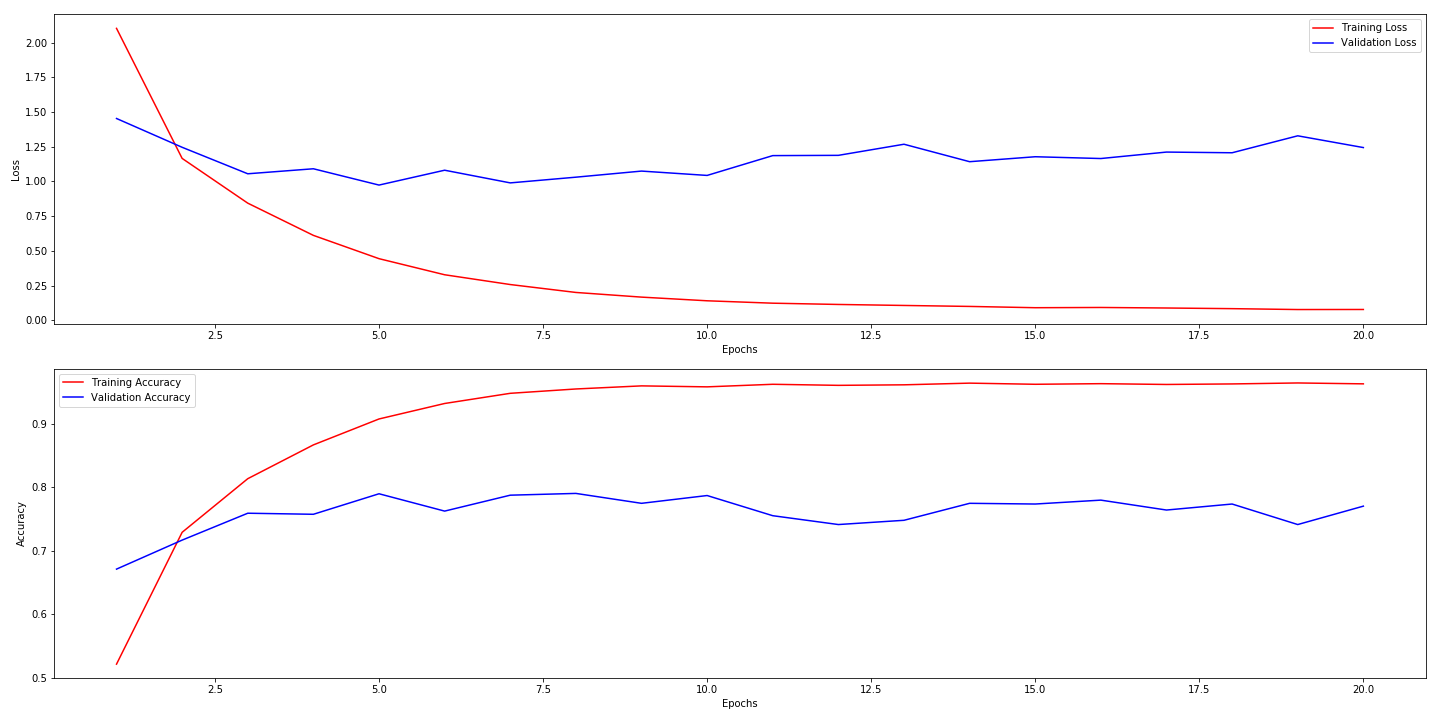 2.00
1.75
1.50
1.25
1.00
0.75
0.50
0.25
0.00
Loss
Training Loss
Validation Loss
2.5 5.0 7.5 10.0 12.5 15.0 17.5 20.0
Epochs
Training Accuracy
Validation Accuracy
0.9
0.8
0.7
0.6
0.5
Accuracy
2.5 5.0 7.5 10.0 12.5 15.0 17.5 20.0
Epochs